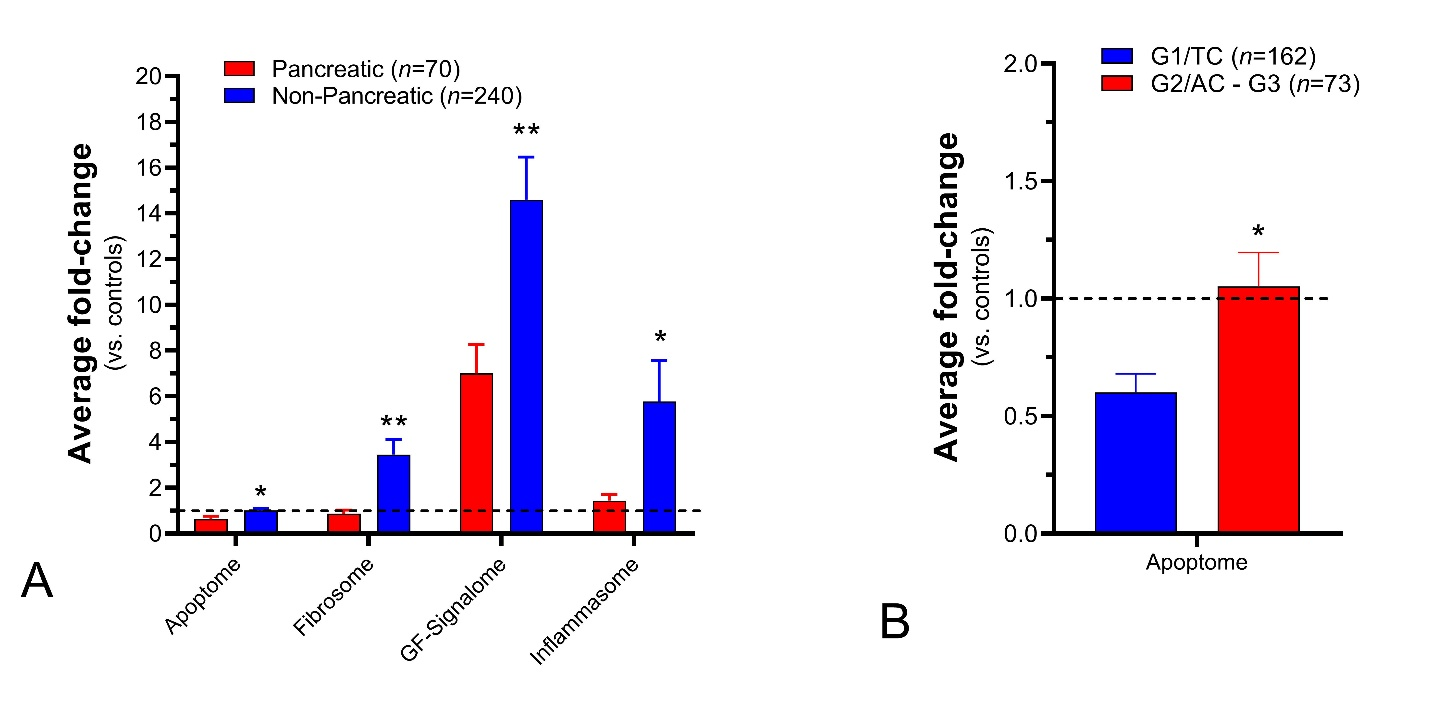 Pancreatic (n=70)
Non-Pancreatic (n=240)
Average fold-change
(vs. controls)
20
18
16
14
12
10
8
6
4
2
0
*
**
**
*
Apoptome
Fibrosome
GF-Signalome
Inflammasome
A
G1/TC (n=162)
G2/AC - G3 (n=73)
Average fold-change
(vs. controls)
2.0
1.5
1.0
0.5
0.0
*
Apoptome
B